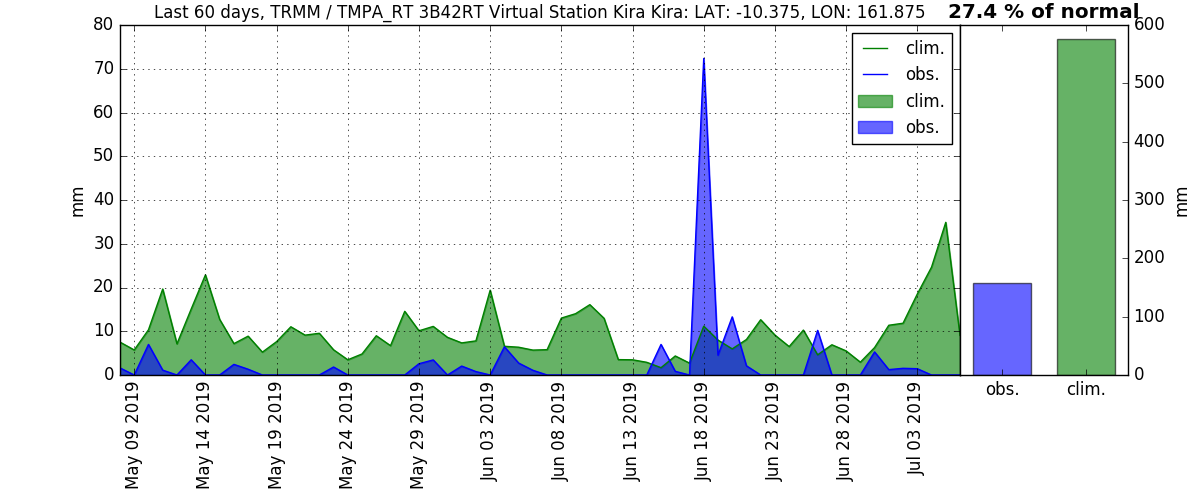 Last 60 days, TRMM / TMPA_RT 3B42RT Virtual Station Kira Kira: LAT: -10.375, LON: 161.875
27.4 % of normal
80
70
60
50
40
30
20
10
0
mm
clim.
obs.
clim.
obs.
600
500
400
300
200
100
0
mm
May 09 2019
May 14 2019
May 19 2019
May 24 2019
May 29 2019
Jun 03 2019
Jun 08 2019
Jun 13 2019
Jun 18 2019
Jun 23 2019
Jun 28 2019
Jul 03 2019
obs.
clim.